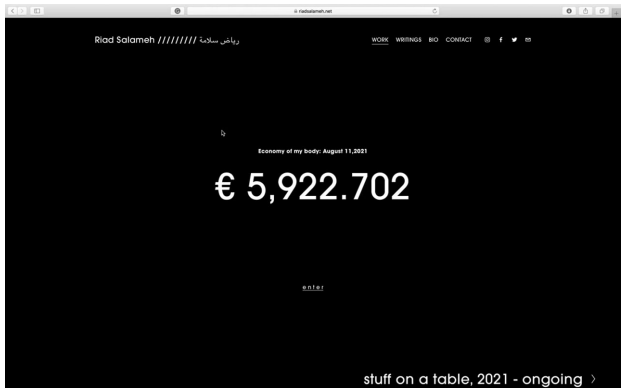 riadsalameh.net
Riad Salameh ///////// رياض سلامة
WORK WRITINGS BIO CONTACT
Economy of my body: August 11,2021
€ 5,922.702
enter
stuff on a table, 2021 - ongoing